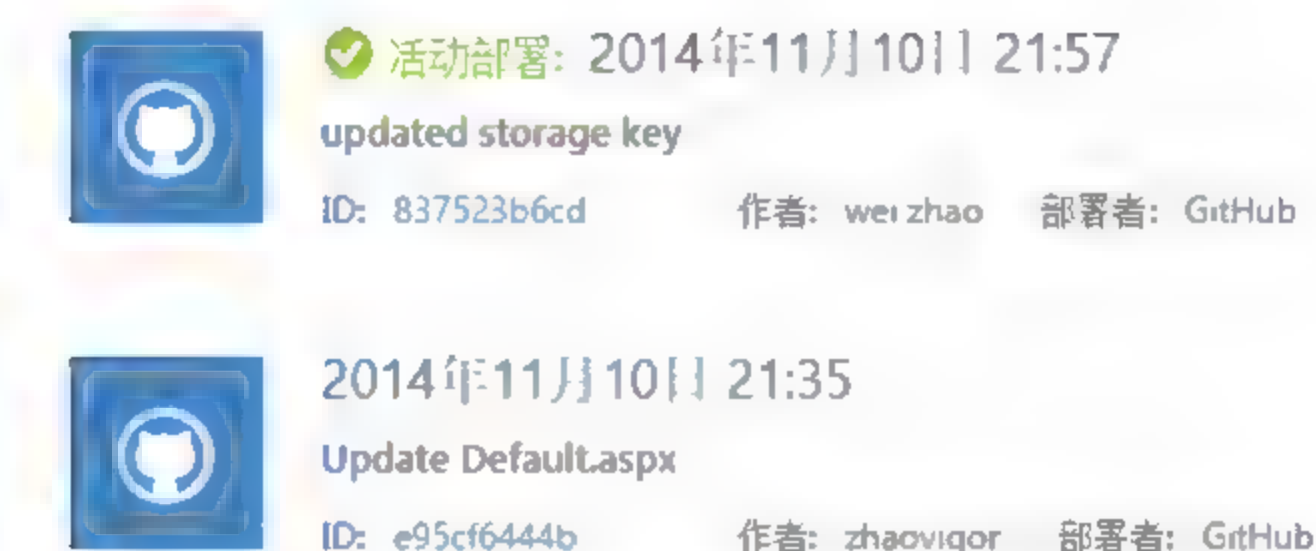 活动部署: 2014年11月10日 21:57
updated storage key
ID: 837523b6cd 作者: wei zhao 部署者: GitHub
2014年11月10日 21:35
Update Default.aspx
ID: e95cf6444b 作者: zhaovigor 部署者: GitHub